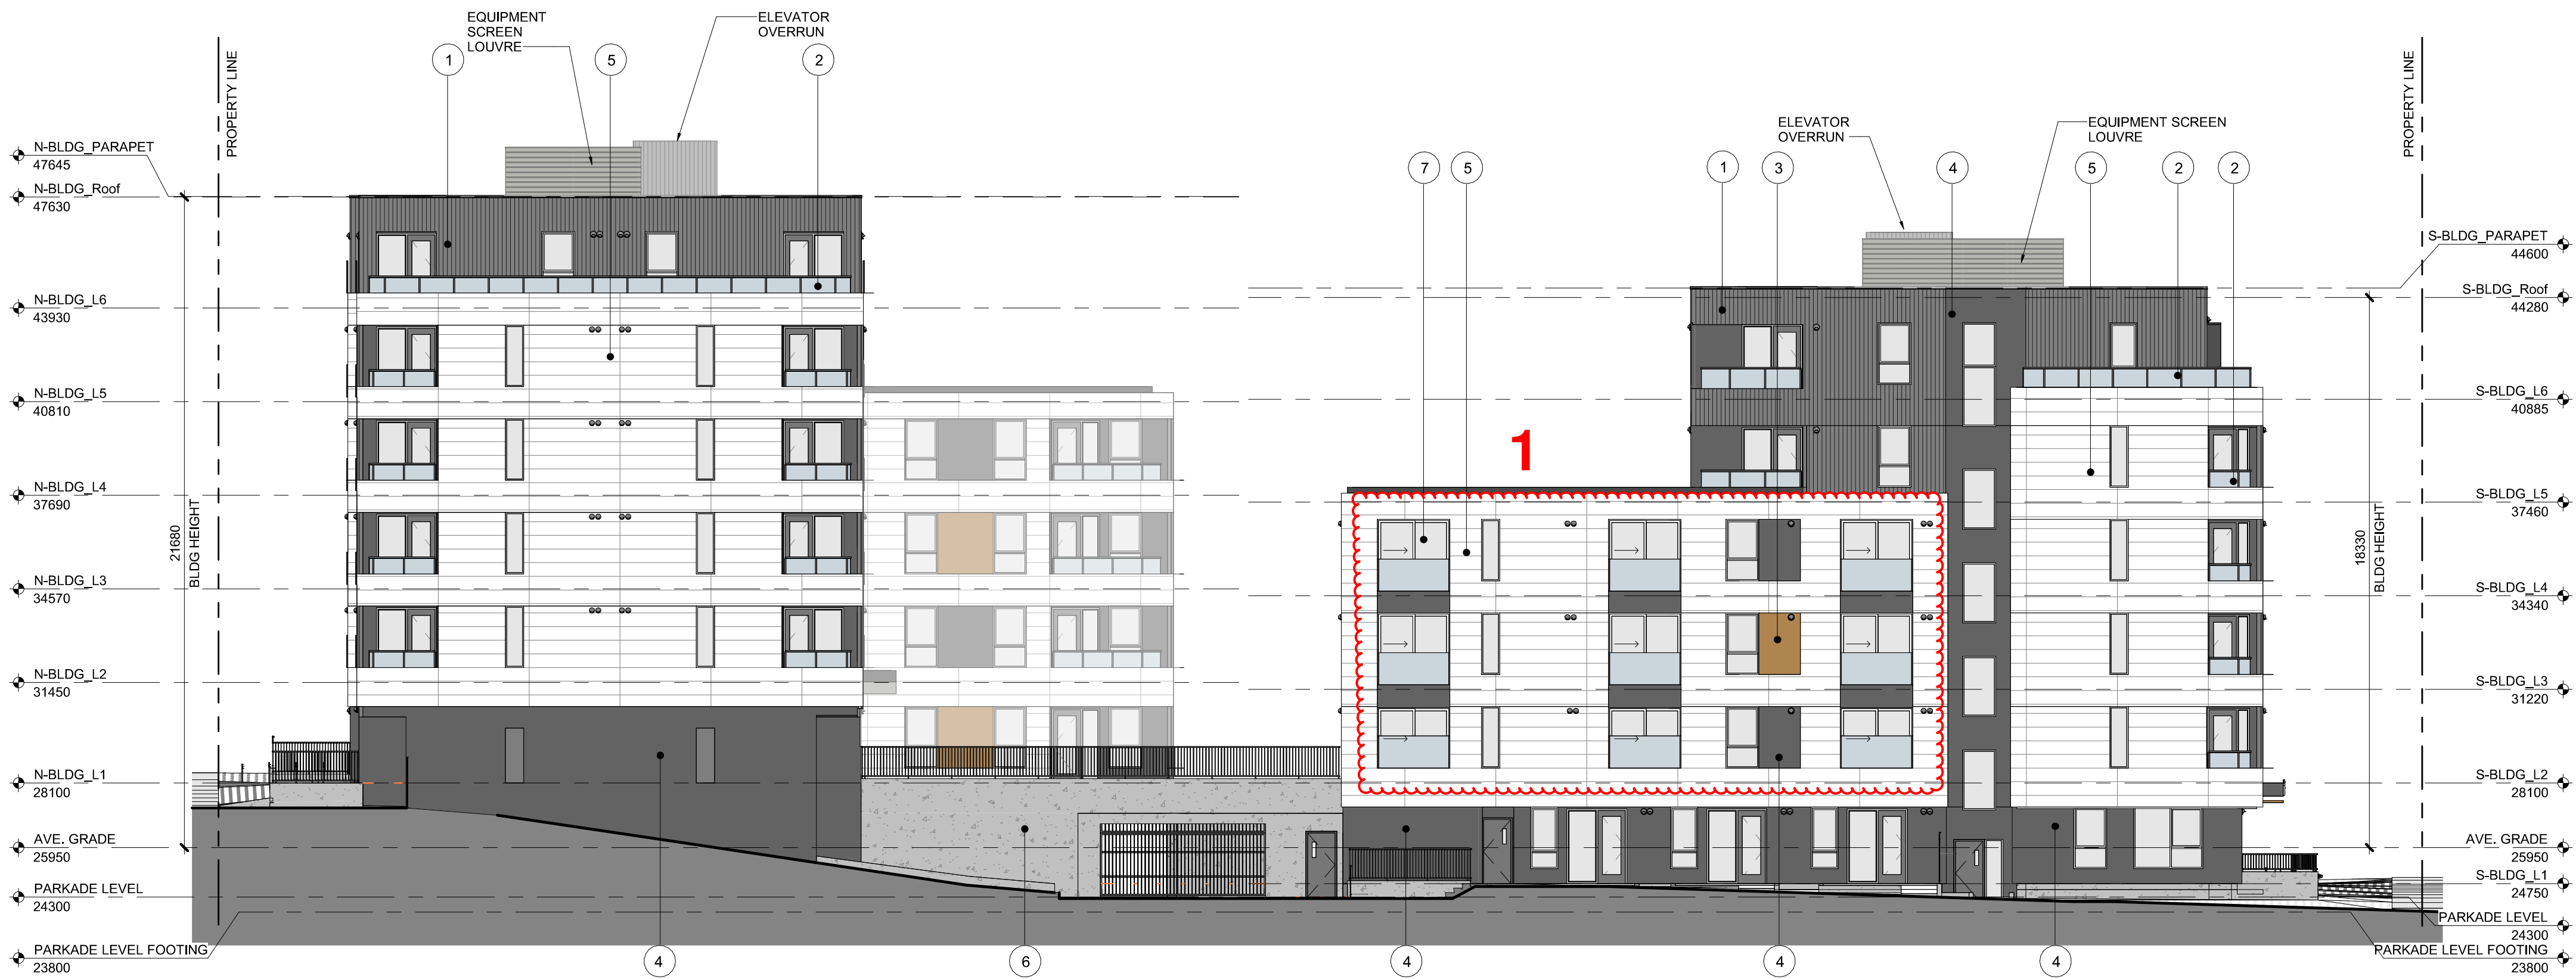 EQUIPMENT
SCREEN
LOUVRE
ELEVATOR
OVERRUN
1
5
2
PROPERTY LINE
N-BLDG_PARAPET
47645
N-BLDG_Roof
47630
N-BLDG_L6
43930
N-BLDG_L5
40810
N-BLDG_L4
37690
N-BLDG_L3
34570
N-BLDG_L2
31450
N-BLDG_L1
28100
AVE. GRADE
25950
PARKADE LEVEL
24300
PARKADE LEVEL FOOTING
23800
21680
BLDG HEIGHT
4
6
ELEVATOR
OVERRUN
EQUIPMENT SCREEN
LOUVRE
7
5
1
3
4
5
2
2
1
4
4
4
18330
BLDG HEIGHT
PROPERTY LINE
S-BLDG_PARAPET
44600
S-BLDG_Roof
44280
S-BLDG_L6
40885
S-BLDG_L5
37460
S-BLDG_L4
34340
S-BLDG_L3
31220
S-BLDG_L2
28100
AVE. GRADE
25950
S-BLDG_L1
24750
PARKADE LEVEL
24300
PARKADE LEVEL FOOTING
23800